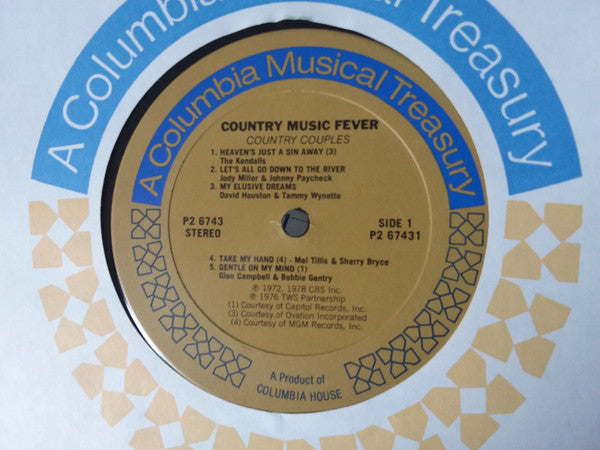 A Columbia Musical Treasury
A Columbia Musical Treasury
COUNTRY MUSIC FEVER
COUNTRY COUPLES
1. HEAVEN'S JUST A SIN AWAY (3)
The Kendalls
2. LET'S ALL GO DOWN TO THE RIVER
Jody Miller & Johnny Paycheck
3. MY ELUSIVE DREAMS
David Houston & Tammy Wynette
P2 6743 SIDE 1
STEREO P2 67431
4. TAKE MY HAND (4) - Mel Tillis & Sherry Bryce
5. GENTLE ON MY MIND (1)
Glen Campbell & Bobbie Gentry
℗ 1972, 1978 CBS Inc.
℗ 1976 TWS Partnership
(1) Courtesy of Capitol Records, Inc.
(3) Courtesy of Ovation Incorporated
(4) Courtesy of MGM Records, Inc.
A Product of
COLUMBIA HOUSE